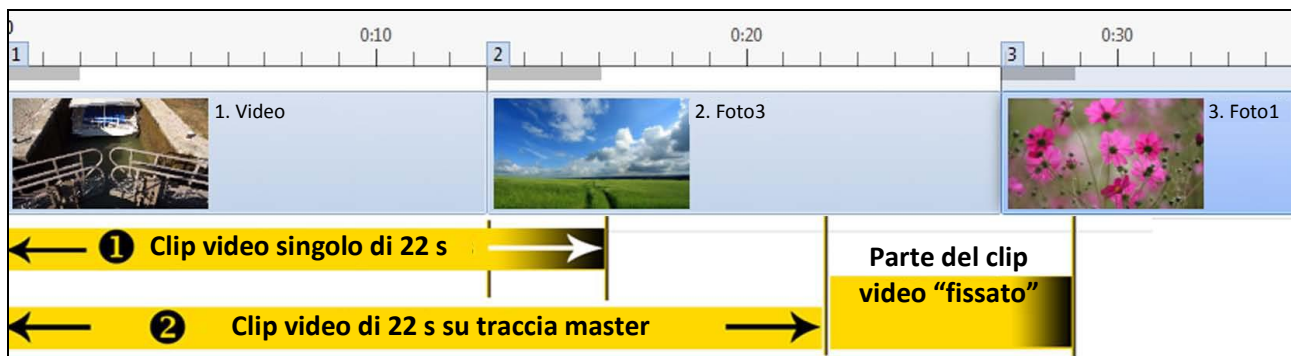 0 0:10 0:20 0:30
1 2 3
1. Video 2. Foto3 3. Foto1
❶ Clip video singolo di 22 s
Parte del clip
video “fissato”
❷ Clip video di 22 s su traccia master